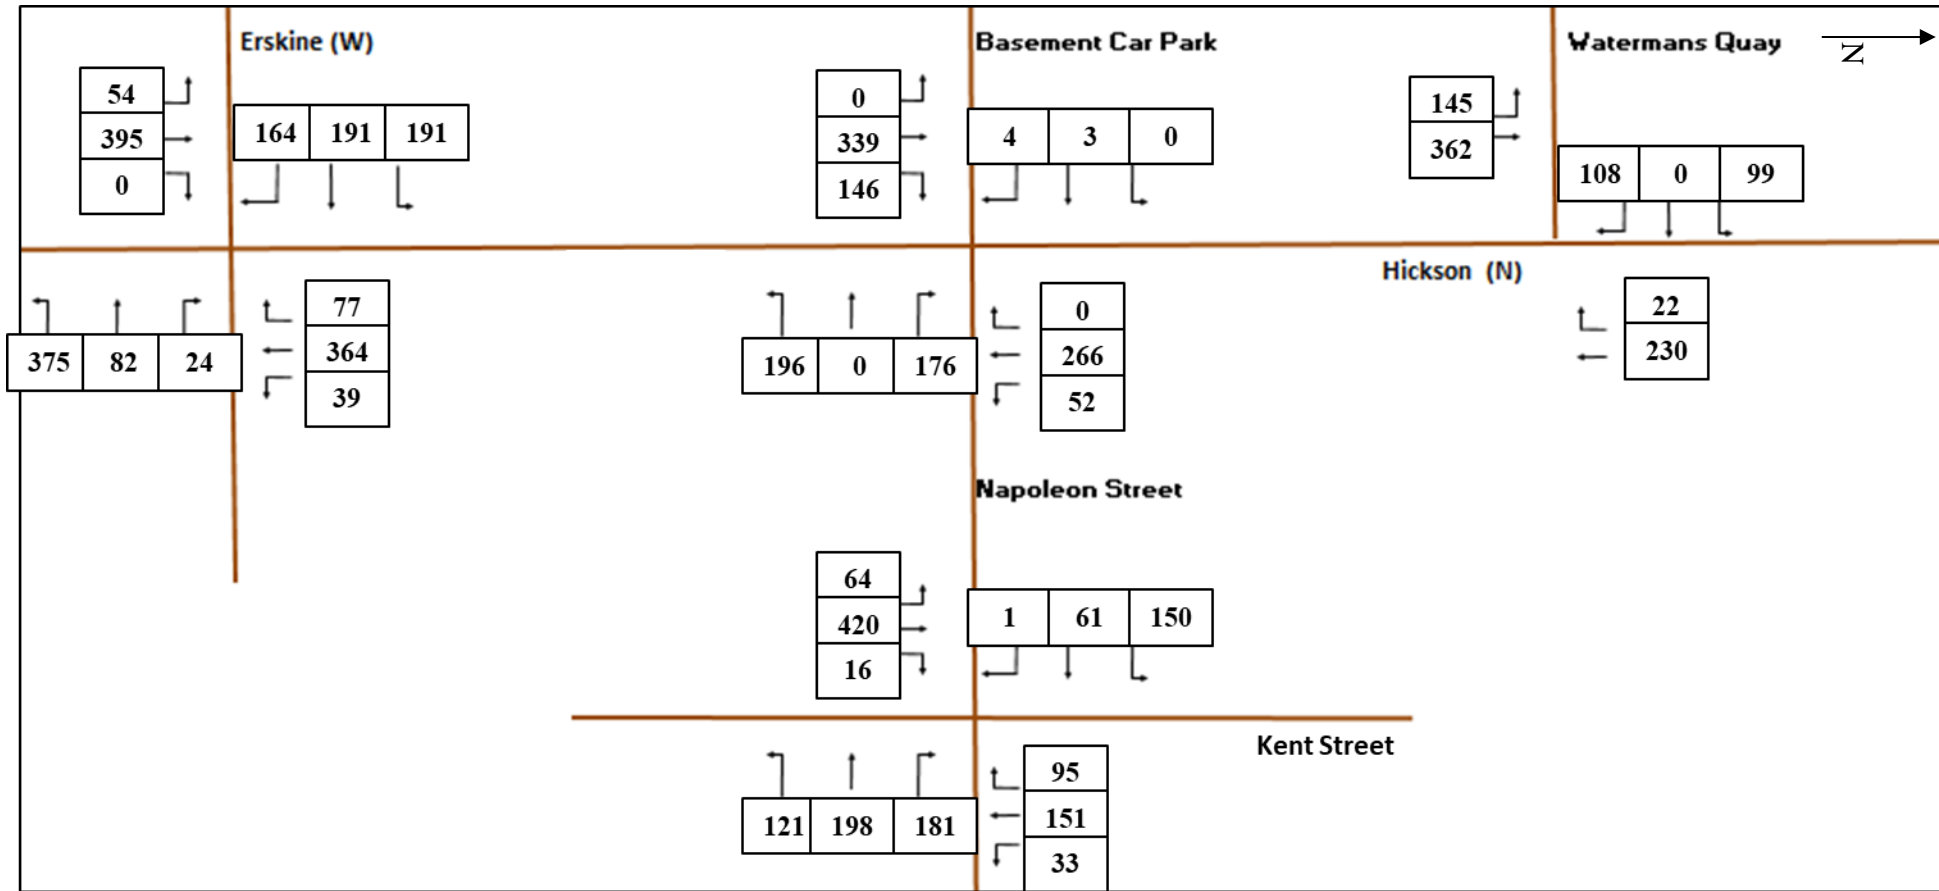 Erskine (W)
Basement Car Park
Watermans Quay
N
54
395
0
164 191 191
0
339
146
4 3 0
145
362
108 0 99
Hickson (N)
375 82 24
77
364
39
196 0 176
0
266
52
22
230
Napoleon Street
64
420
16
1 61 150
Kent Street
121 198 181
95
151
33